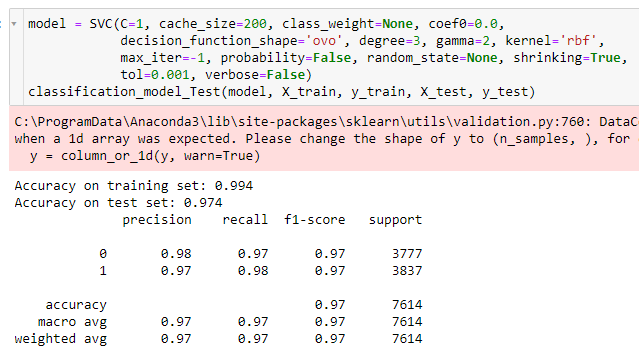 model = SVC(C=1, cache_size=200, class_weight=None, coef0=0.0,
decision_function_shape='ovo', degree=3, gamma=2, kernel='rbf',
max_iter=-1, probability=False, random_state=None, shrinking=True,
tol=0.001, verbose=False)
classification_model_Test(model, X_train, y_train, X_test, y_test)
C:\ProgramData\Anaconda3\lib\site-packages\sklearn\utils\validation.py:760: DataCo
when a 1d array was expected. Please change the shape of y to (n_samples, ), for
y = column_or_1d(y, warn=True)
Accuracy on training set: 0.994
Accuracy on test set: 0.974
precision recall f1-score support
0 0.98 0.97 0.97 3777
1 0.97 0.98 0.97 3837
accuracy 0.97 7614
macro avg 0.97 0.97 0.97 7614
weighted avg 0.97 0.97 0.97 7614